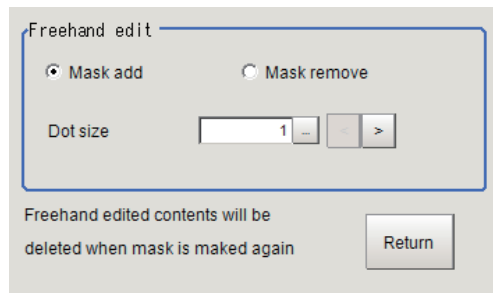 Freehand edit
Mask add Mask remove
Dot size 1 ... < >
Freehand edited contents will be
deleted when mask is maked again
Return